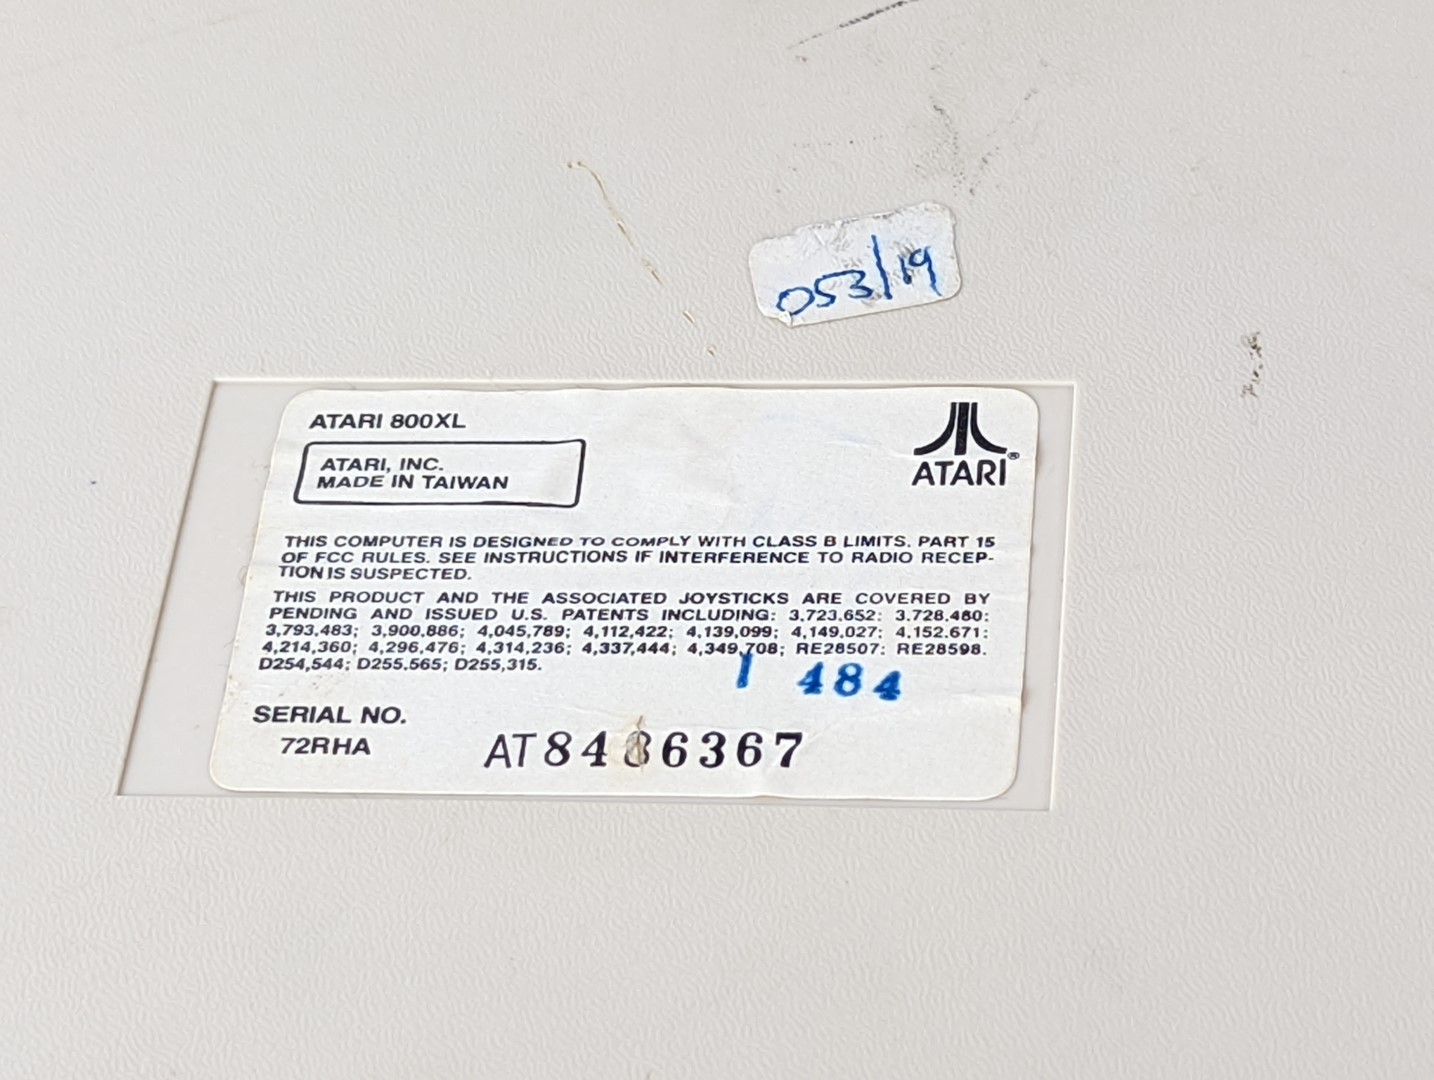 053/19
ATARI 800XL
ATARI, INC.
MADE IN TAIWAN
ATARI®
THIS COMPUTER IS DESIGNED TO COMPLY WITH CLASS B LIMITS. PART 15
OF FCC RULES. SEE INSTRUCTIONS IF INTERFERENCE TO RADIO RECEP-
TION IS SUSPECTED.
THIS PRODUCT AND THE ASSOCIATED JOYSTICKS ARE COVERED BY
PENDING AND ISSUED U.S. PATENTS INCLUDING: 3,723,652: 3,728,480:
3,793,483; 3,900,886; 4,045,789; 4,112,422; 4,139,099; 4,149,027; 4,152,671:
4,214,360; 4,296,476; 4,314,236; 4,337,444; 4,349,708; RE28507: RE28598.
D254,544; D255,565; D255,315.
1 484
SERIAL NO.
72RHA AT8486367